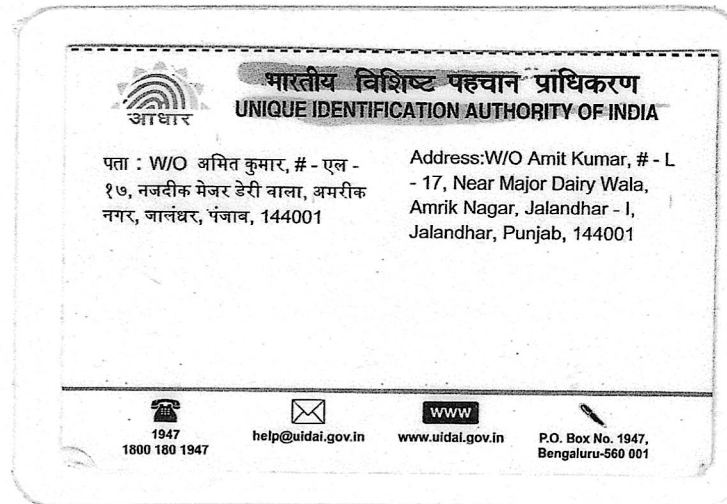 भारतीय विशिष्ट पहचान प्राधिकरण
UNIQUE IDENTIFICATION AUTHORITY OF INDIA
आधार
पता : W/O अमित कुमार, # - एल -
१७, नजदीक मेजर डेरी वाला, अमरीक
नगर, जालंधर, पंजाब, 144001
Address:W/O Amit Kumar, # - L
- 17, Near Major Dairy Wala,
Amrik Nagar, Jalandhar - I,
Jalandhar, Punjab, 144001
1947
1800 180 1947
help@uidai.gov.in
WWW
www.uidai.gov.in
P.O. Box No. 1947,
Bengaluru-560 001